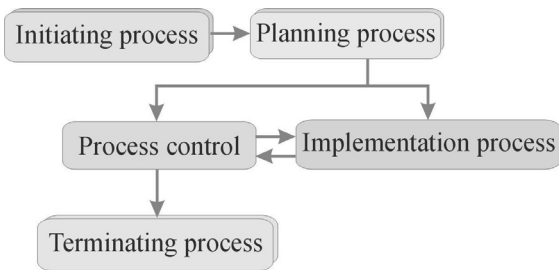 Initiating process
Planning process
Process control
Implementation process
Terminating process